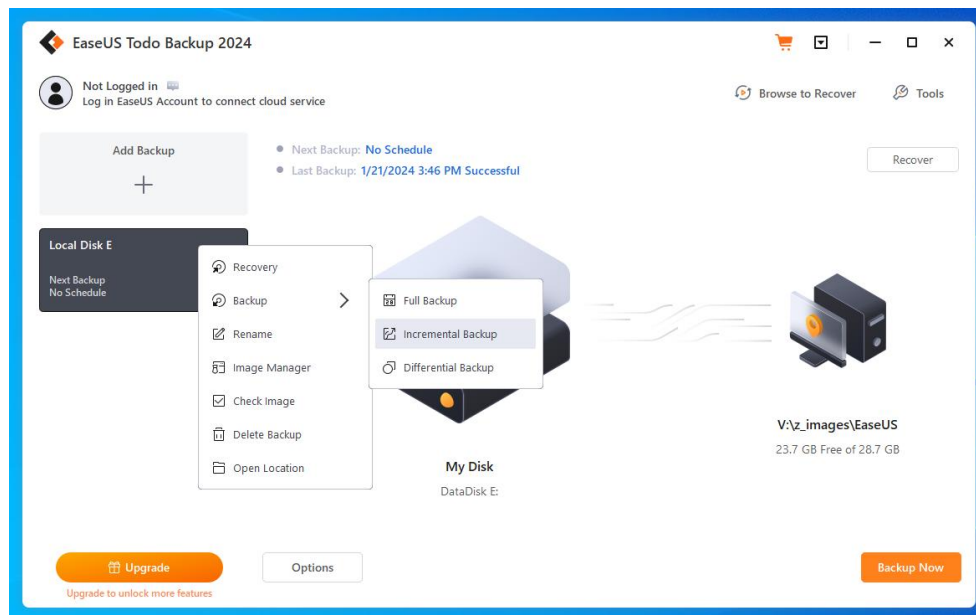 EaseUS Todo Backup 2024
Not Logged in
Log in EaseUS Account to connect cloud service
Browse to Recover
Tools
Add Backup
Next Backup: No Schedule
Last Backup: 1/21/2024 3:46 PM Successful
Recover
Local Disk E
Next Backup
No Schedule
Recovery
Backup
Rename
Image Manager
Check Image
Delete Backup
Open Location
Full Backup
Incremental Backup
Differential Backup
My Disk
DataDisk E:
V:\z_images\EaseUS
23.7 GB Free of 28.7 GB
Upgrade
Upgrade to unlock more features
Options
Backup Now